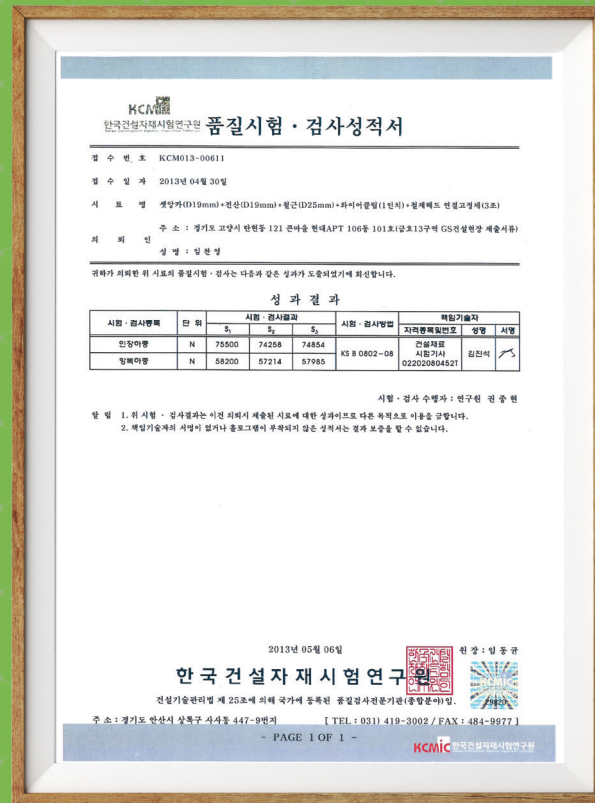 KCMIC
한국건설자재시험연구원 품질시험 · 검사성적서
접 수 번 호 KCM013-00611
접 수 일 자 2013년 04월 30일
시 료 명 셋앙카(D19mm)+전산(D19mm)+철근(D25mm)+와이어클립(1인치)+철제헤드 연결고정체(3조)
의 뢰 인
주 소 : 경기도 고양시 탄현동 121 큰마을 현대APT 106동 101호(금호13구역 GS건설현장 제출서류)
성 명 : 임찬영
귀하가 의뢰한 위 시료의 품질시험 · 검사는 다음과 같은 성과가 도출되었기에 회신합니다.
성 과 결 과
시험 · 검사종목 단 위 시험 · 검사결과 시험 · 검사방법 책임기술자
S₁ S₂ S₃ 자격종목및번호 성명 서명
인장하중 N 75500 74258 74854 KS B 0802-08 건설재료 시험기사 02202080452T 김진석
항복하중 N 58200 57214 57985
시험 · 검사 수행자 : 연구원 권중현
알 림 1. 위 시험 · 검사결과는 이건 의뢰시 제출된 시료에 대한 성과이므로 다른 목적으로 이용을 금합니다.
2. 책임기술자의 서명이 없거나 홀로그램이 부착되지 않은 성적서는 결과 보증을 할 수 없습니다.
2013년 05월 06일
원 장 : 임동균
한국건설자재시험연구원
건설기술관리법 제 25조에 의해 국가에 등록된 품질검사전문기관(종합분야)임.
주 소 : 경기도 안산시 상록구 사사동 447-9번지 [ TEL : 031) 419-3002 / FAX : 484-9977 ]
- PAGE 1 OF 1 -
KCMIC 한국건설자재시험연구원